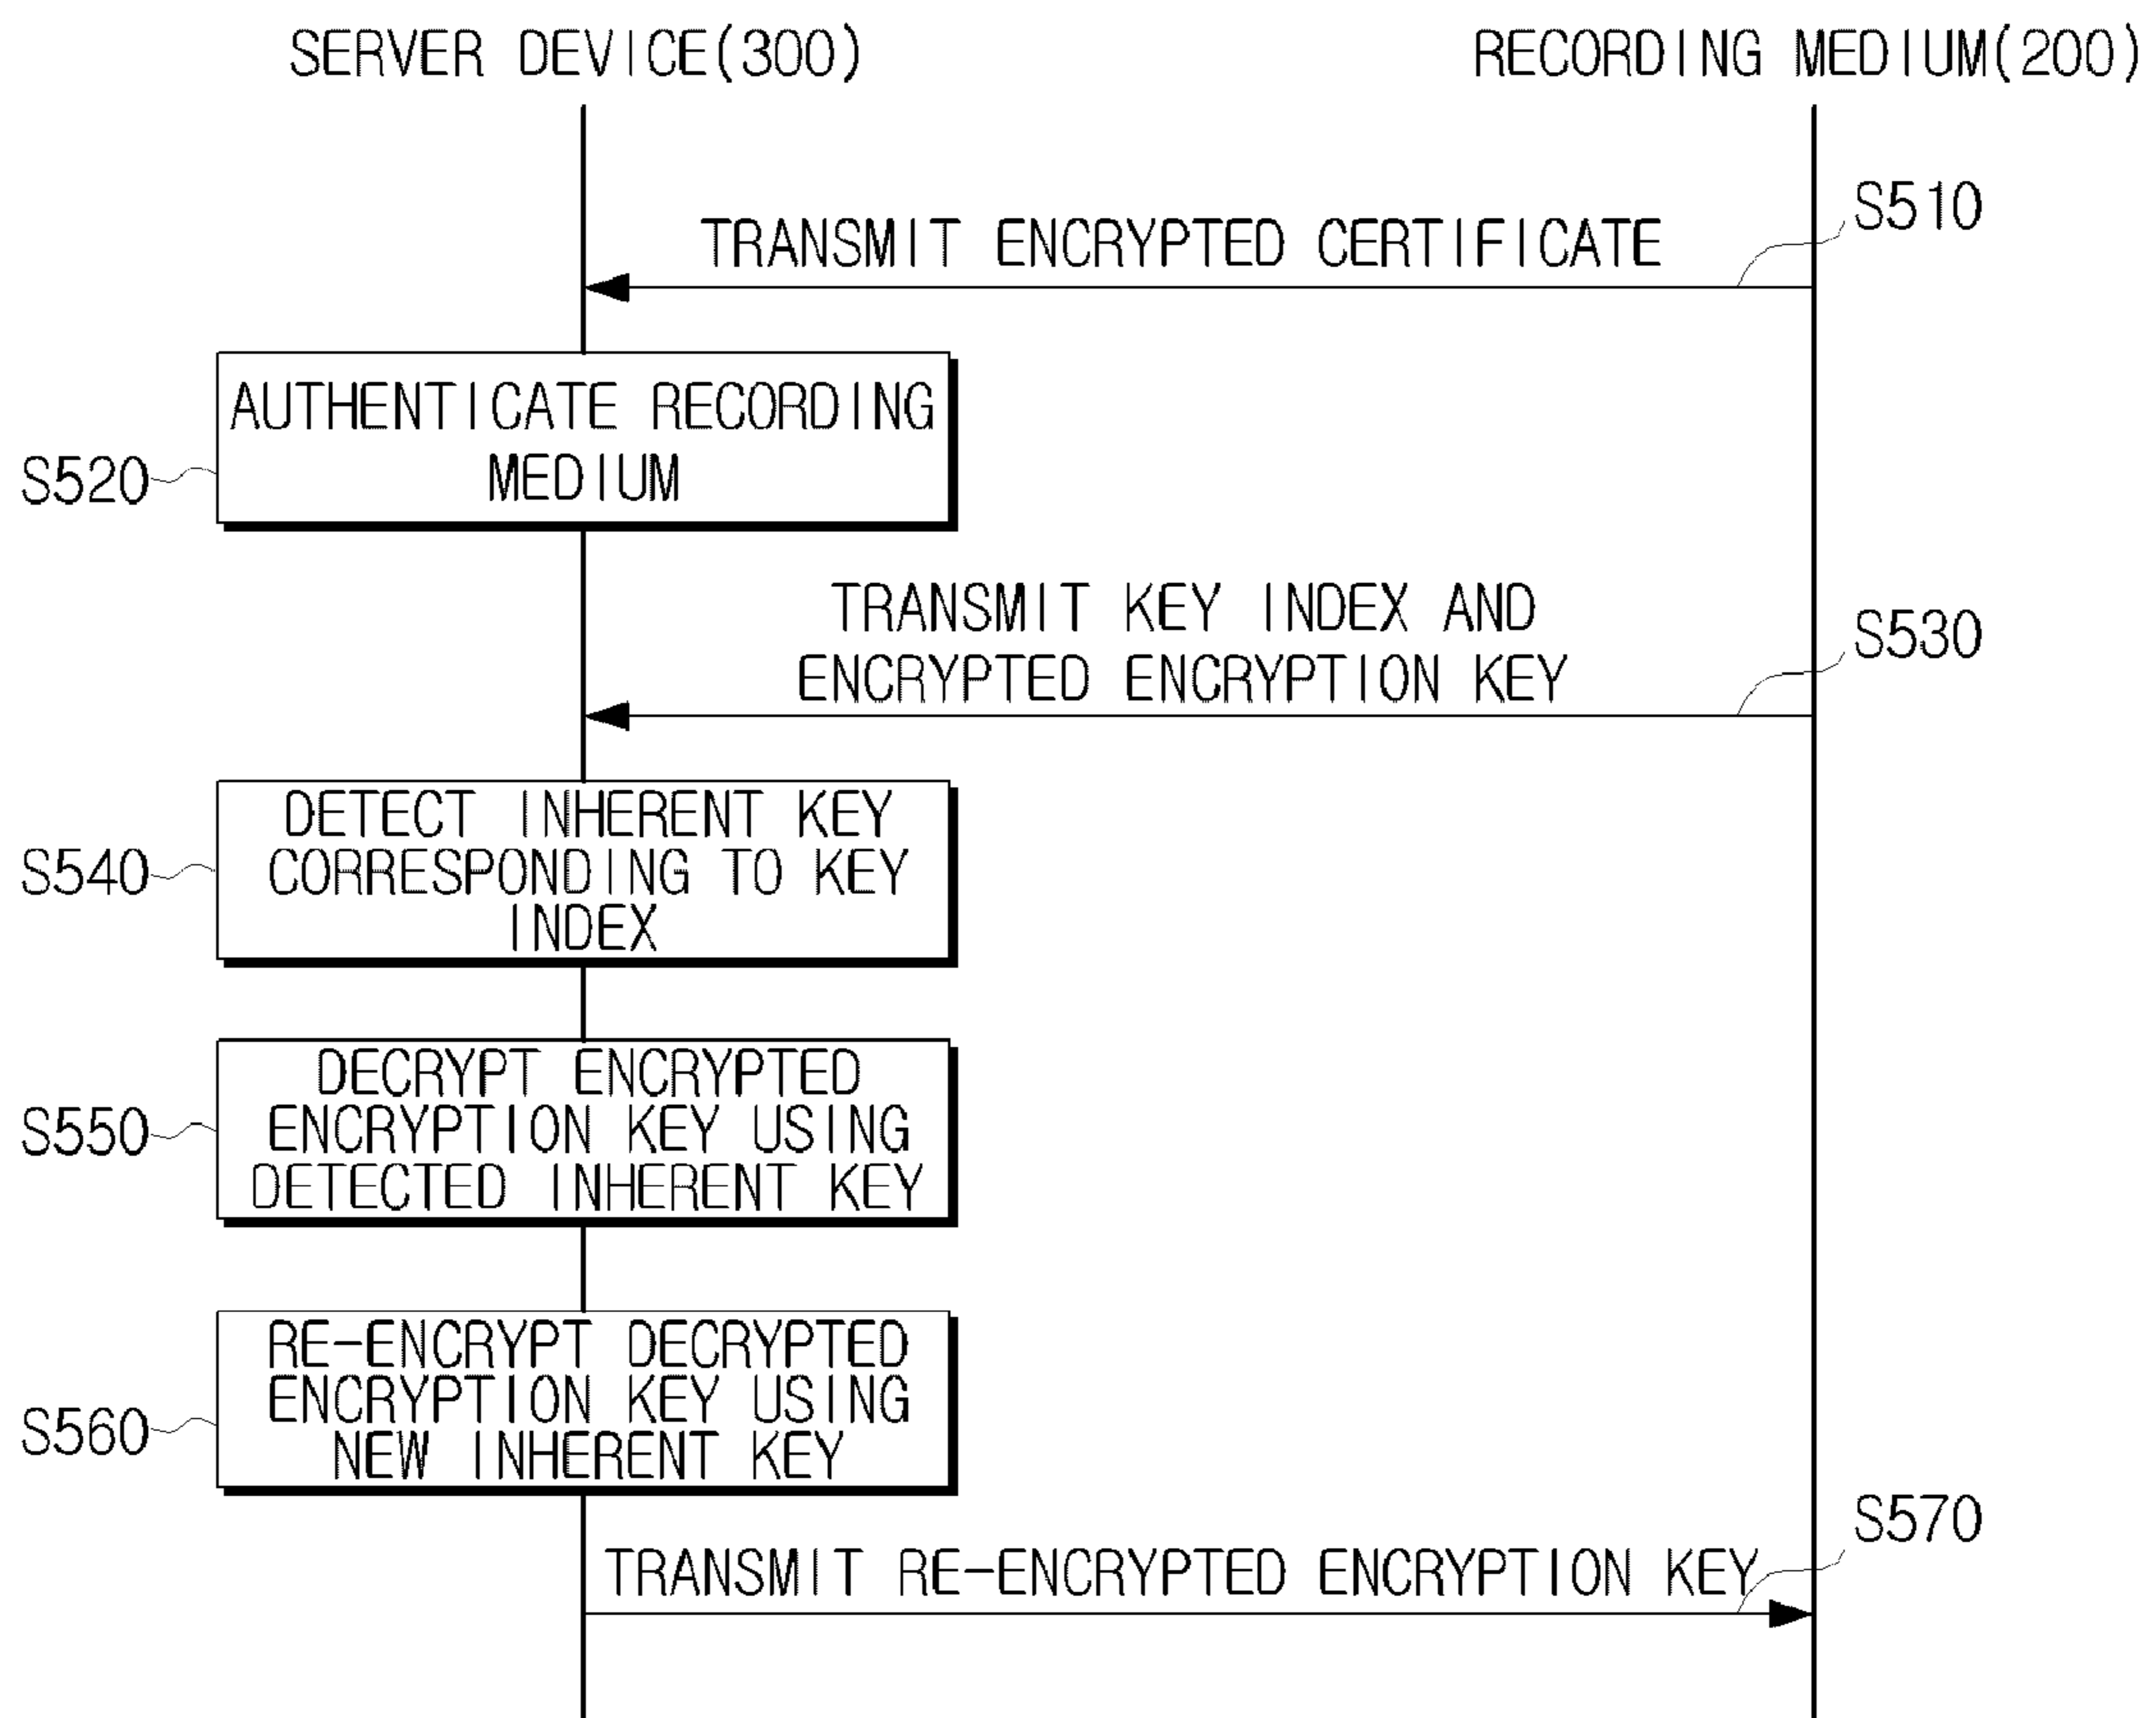 SERVER DEVICE(300)
RECORDING MEDIUM(200)
S510
TRANSMIT ENCRYPTED CERTIFICATE
AUTHENTICATE RECORDING
MEDIUM
S520
TRANSMIT KEY INDEX AND
ENCRYPTED ENCRYPTION KEY
S530
DETECT INHERENT KEY
CORRESPONDING TO KEY
INDEX
S540
DECRYPT ENCRYPTED
ENCRYPTION KEY USING
DETECTED INHERENT KEY
S550
RE-ENCRYPT DECRYPTED
ENCRYPTION KEY USING
NEW INHERENT KEY
S560
S570
TRANSMIT RE-ENCRYPTED ENCRYPTION KEY